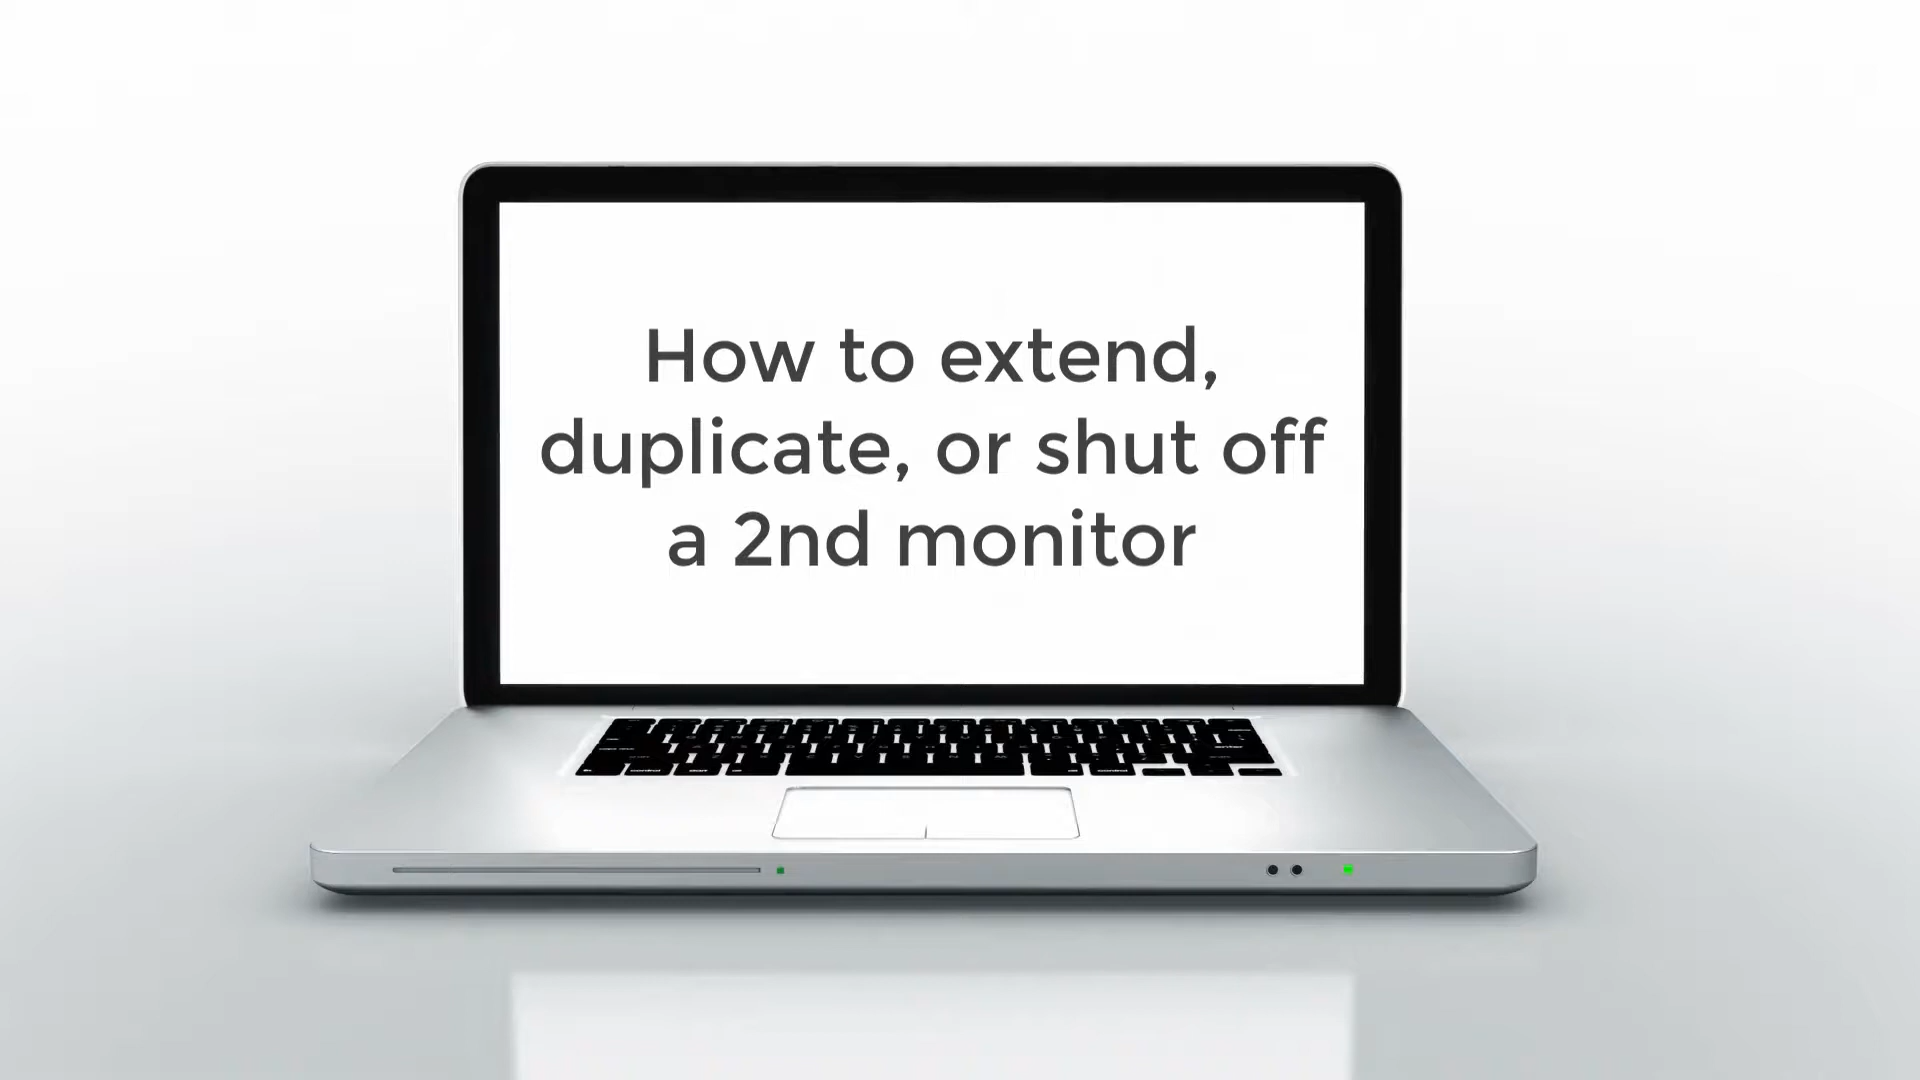 How to extend,
duplicate, or shut off
a 2nd monitor